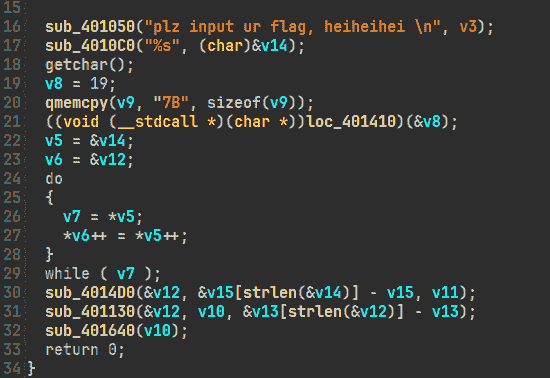 15
16 sub_401050("plz input ur flag, heiheihei \n", v3);
17 sub_4010C0("%s", (char)&v14);
18 getchar();
19 v8 = 19;
20 qmemcpy(v9, "7B", sizeof(v9));
21 ((void (__stdcall *)(char *))loc_401410)(&v8);
22 v5 = &v14;
23 v6 = &v12;
24 do
25 {
26 v7 = *v5;
27 *v6++ = *v5++;
28 }
29 while ( v7 );
30 sub_4014D0(&v12, &v15[strlen(&v14)] - v15, v11);
31 sub_401130(&v12, v10, &v13[strlen(&v12)] - v13);
32 sub_401640(v10);
33 return 0;
34 }